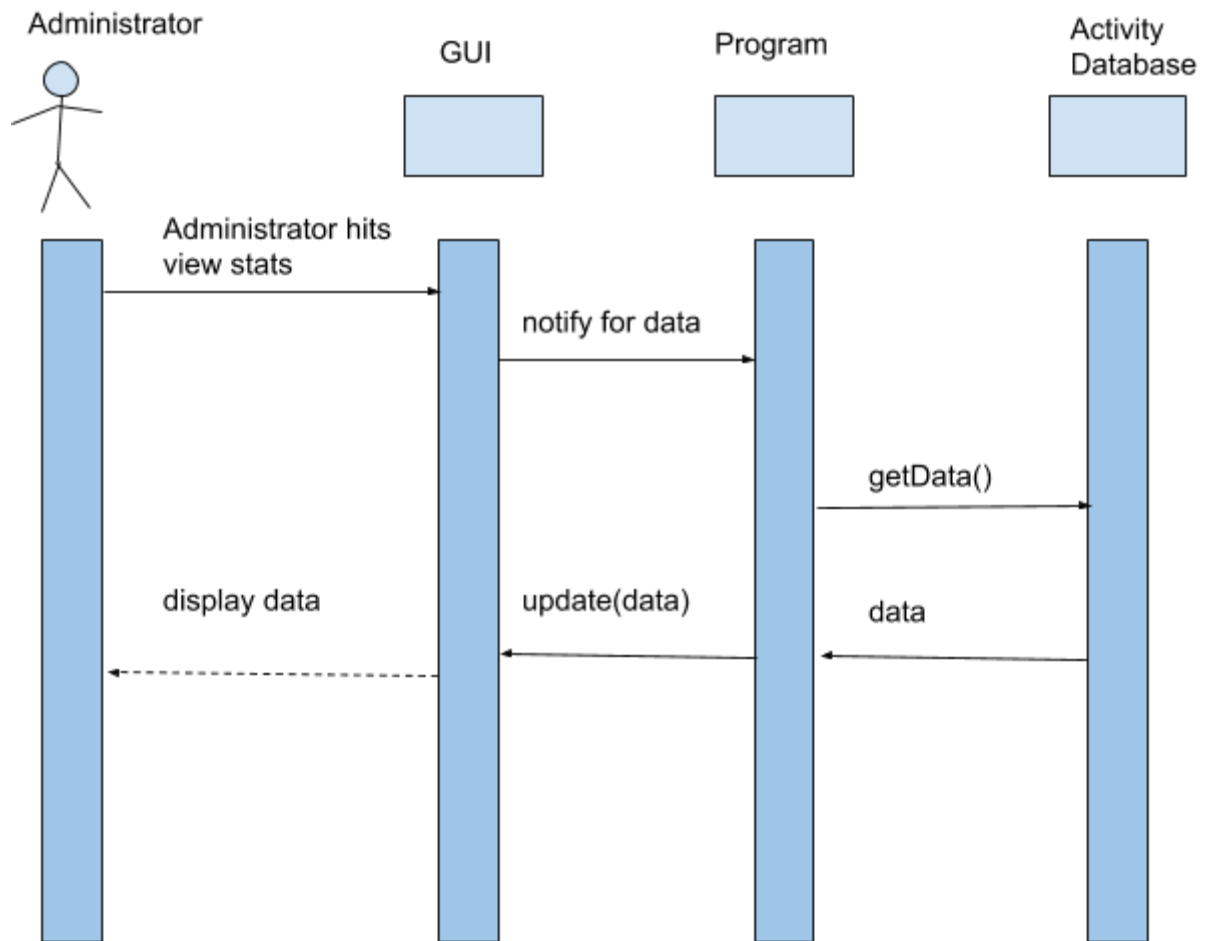 Administrator
GUI
Program
Activity
Database
Administrator hits
view stats
notify for data
getData()
display data
update(data)
data